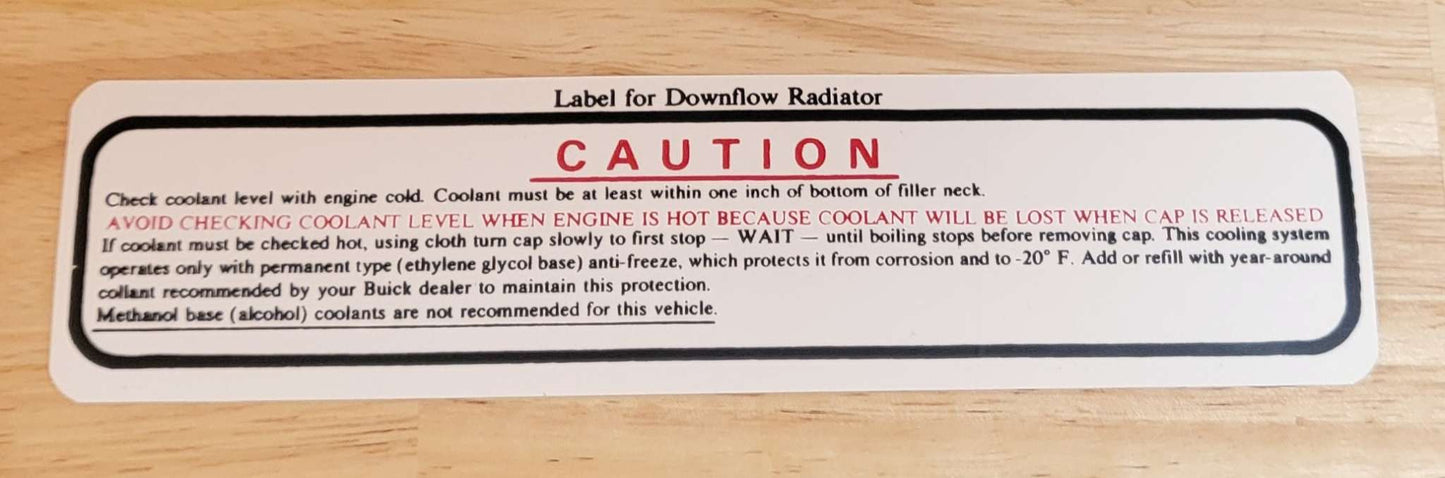 Label for Downflow Radiator
CAUTION
Check coolant level with engine cold. Coolant must be at least within one inch of bottom of filler neck.
AVOID CHECKING COOLANT LEVEL WHEN ENGINE IS HOT BECAUSE COOLANT WILL BE LOST WHEN CAP IS RELEASED
If coolant must be checked hot, using cloth turn cap slowly to first stop — WAIT — until boiling stops before removing cap. This cooling system
operates only with permanent type (ethylene glycol base) anti-freeze, which protects it from corrosion and to -20° F. Add or refill with year-around
collant recommended by your Buick dealer to maintain this protection.
Methanol base (alcohol) coolants are not recommended for this vehicle.